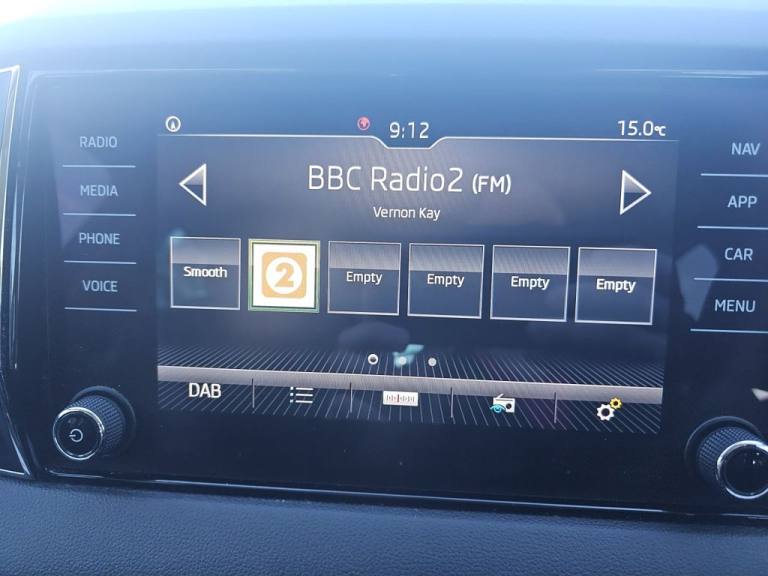 9:12
15.0°C
RADIO
MEDIA
PHONE
VOICE
BBC Radio2 (FM)
Vernon Kay
Smooth
2
Empty
Empty
Empty
Empty
DAB
NAV
APP
CAR
MENU